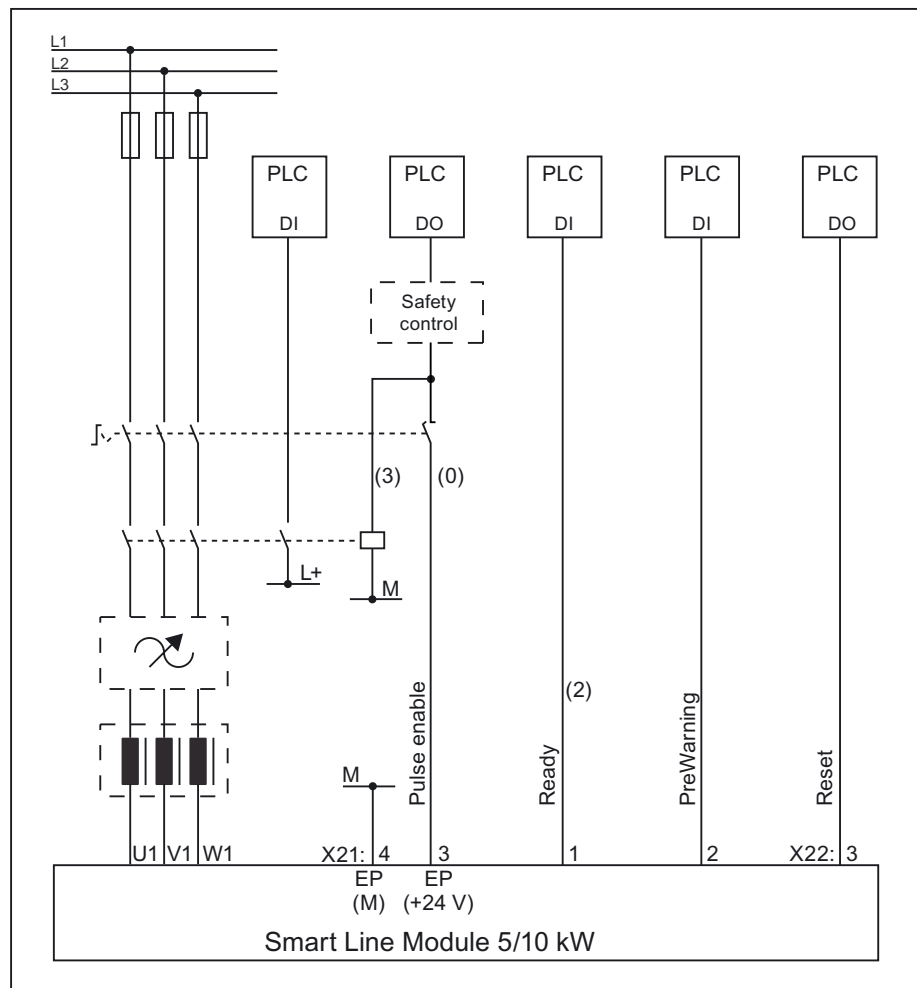 L1
L2
L3
PLC PLC PLC PLC PLC
DI DO DI DI DO
Safety
control
(3) (0)
L+
M
(2)
Pulse enable
Ready
PreWarning
Reset
M
U1 V1 W1 X21: 4 3 1 2 X22: 3
EP EP
(M) (+24 V)
Smart Line Module 5/10 kW